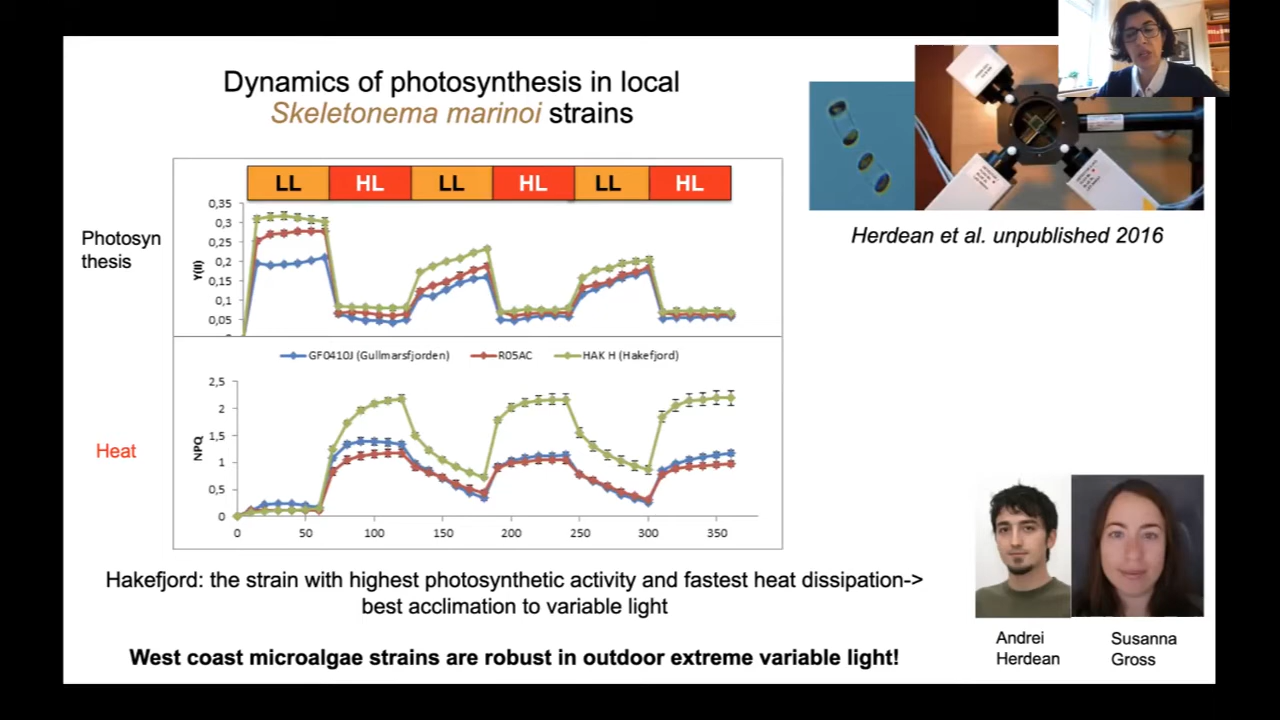 Dynamics of photosynthesis in local
Skeletonema marinoi strains
LL HL LL HL LL HL
Photosyn
thesis
Y(II)
0,35
0,3
0,25
0,2
0,15
0,1
0,05
GF0410J (Gullmarsfjorden) R05AC HAK H (Hakefjord)
Heat
NPQ
2,5
2
1,5
1
0,5
0
0 50 100 150 200 250 300 350
Herdean et al. unpublished 2016
Hakefjord: the strain with highest photosynthetic activity and fastest heat dissipation->
best acclimation to variable light
West coast microalgae strains are robust in outdoor extreme variable light!
Andrei
Herdean
Susanna
Gross